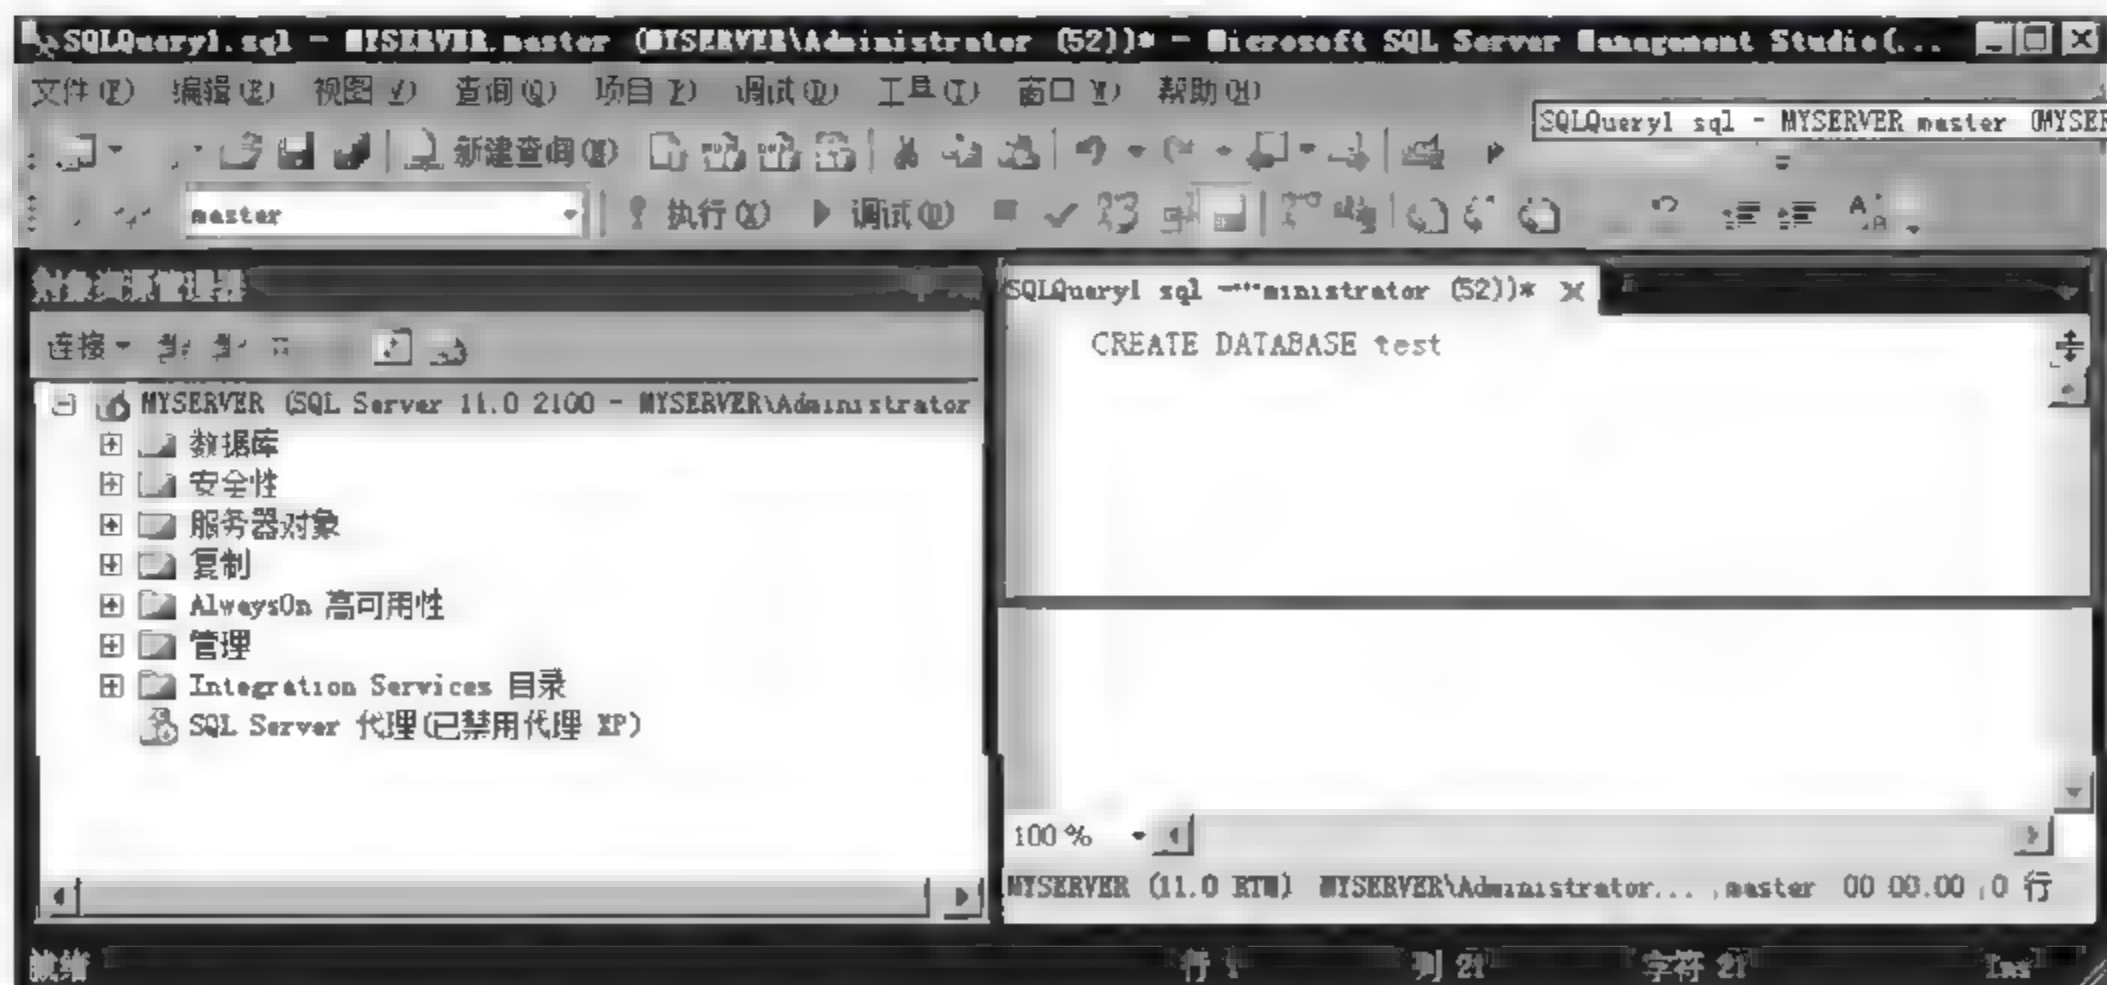 SQLQuery1.sql - MYSERVER.master (MYSERVER\Administrator (52))* - Microsoft SQL Server Management Studio(...
文件(F) 编辑(E) 视图(V) 查询(Q) 项目(P) 调试(D) 工具(T) 窗口(W) 帮助(H)
SQLQuery1 sql - MYSERVER master (MYSER
新建查询(N)
master 执行(X) 调试(D)
对象资源管理器
SQLQuery1 sql -...ministrator (52))*
连接
CREATE DATABASE test
MYSERVER (SQL Server 11.0 2100 - MYSERVER\Administrator
数据库
安全性
服务器对象
复制
AlwaysOn 高可用性
管理
Integration Services 目录
SQL Server 代理(已禁用代理 XP)
100 %
MYSERVER (11.0 RTM) MYSERVER\Administrator... master 00 00.00 0 行
就绪 行 1 列 21 字符 21 Ins